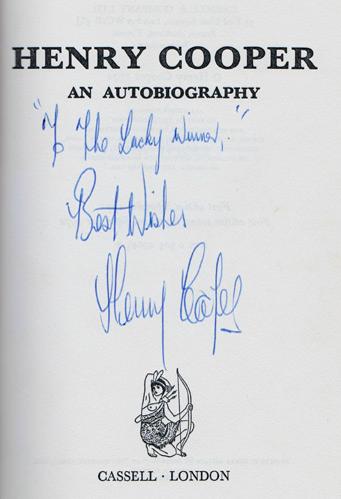 HENRY COOPER
AN AUTOBIOGRAPHY
"To The Lucky Winner,"
Best Wishes
Henry Cooper
CASSELL · LONDON